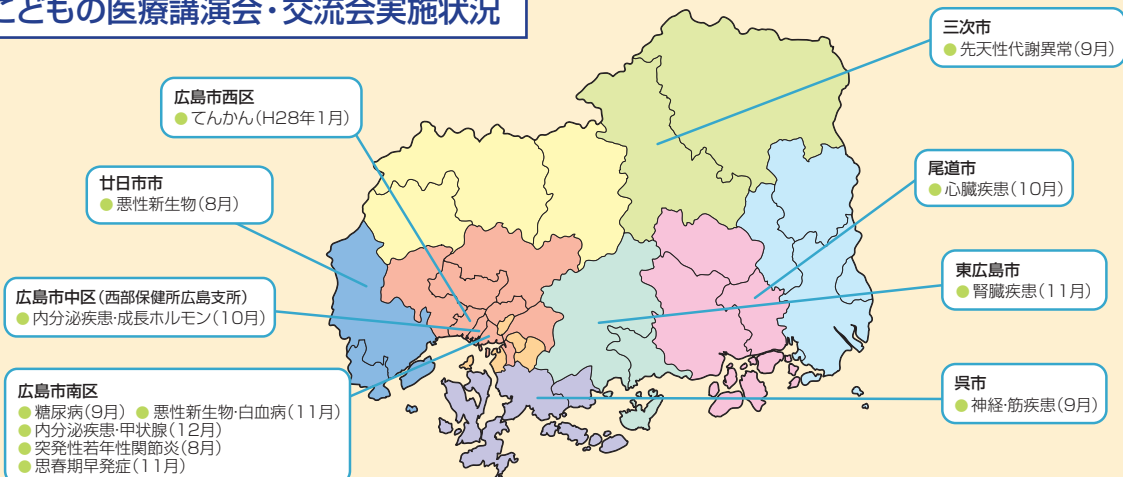 こどもの医療講演会・交流会実施状況
三次市
●先天性代謝異常(9月)
広島市西区
●てんかん(H28年1月)
尾道市
●心臓疾患(10月)
廿日市市
●悪性新生物(8月)
東広島市
●腎臓疾患(11月)
広島市中区(西部保健所広島支所)
●内分泌疾患・成長ホルモン(10月)
広島市南区
●糖尿病(9月) ●悪性新生物・白血病(11月)
●内分泌疾患・甲状腺(12月)
●突発性若年性関節炎(8月)
●思春期早発症(11月)
呉市
●神経・筋疾患(9月)